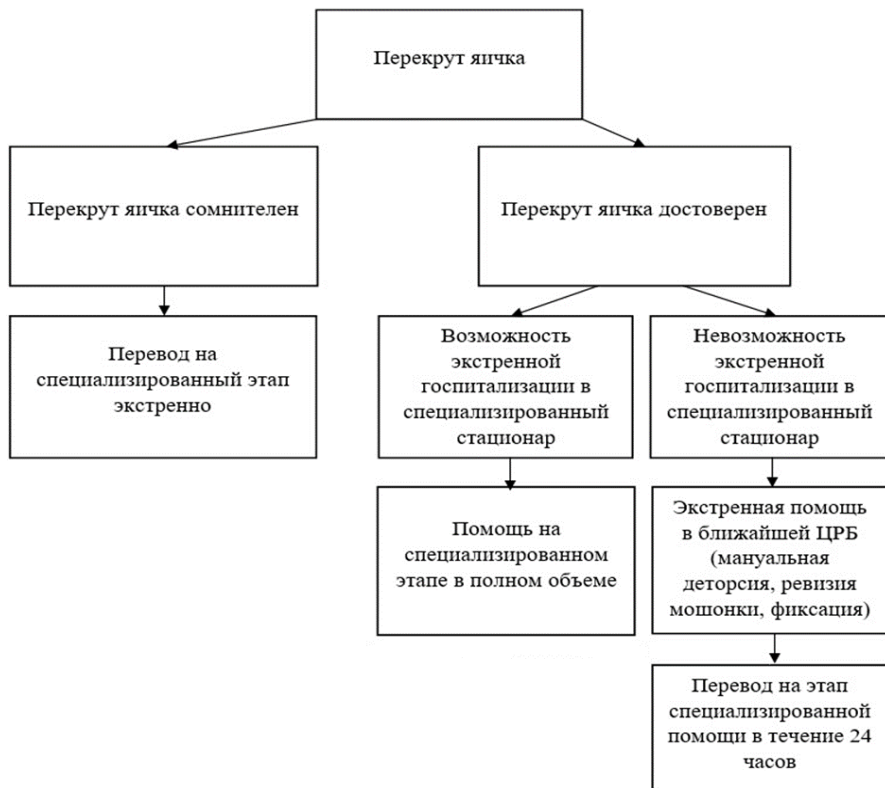 Перекрут яичка
Перекрут яичка сомнителен
Перекрут яичка достоверен
Перевод на
специализированный этап
экстренно
Возможность
экстренной
госпитализации в
специализированный
стационар
Невозможность
экстренной
госпитализации в
специализированный
стационар
Помощь на
специализированном
этапе в полном объеме
Экстренная помощь
в ближайшей ЦРБ
(мануальная
деторсия, ревизия
мошонки, фиксация)
Перевод на этап
специализированной
помощи в течение 24
часов